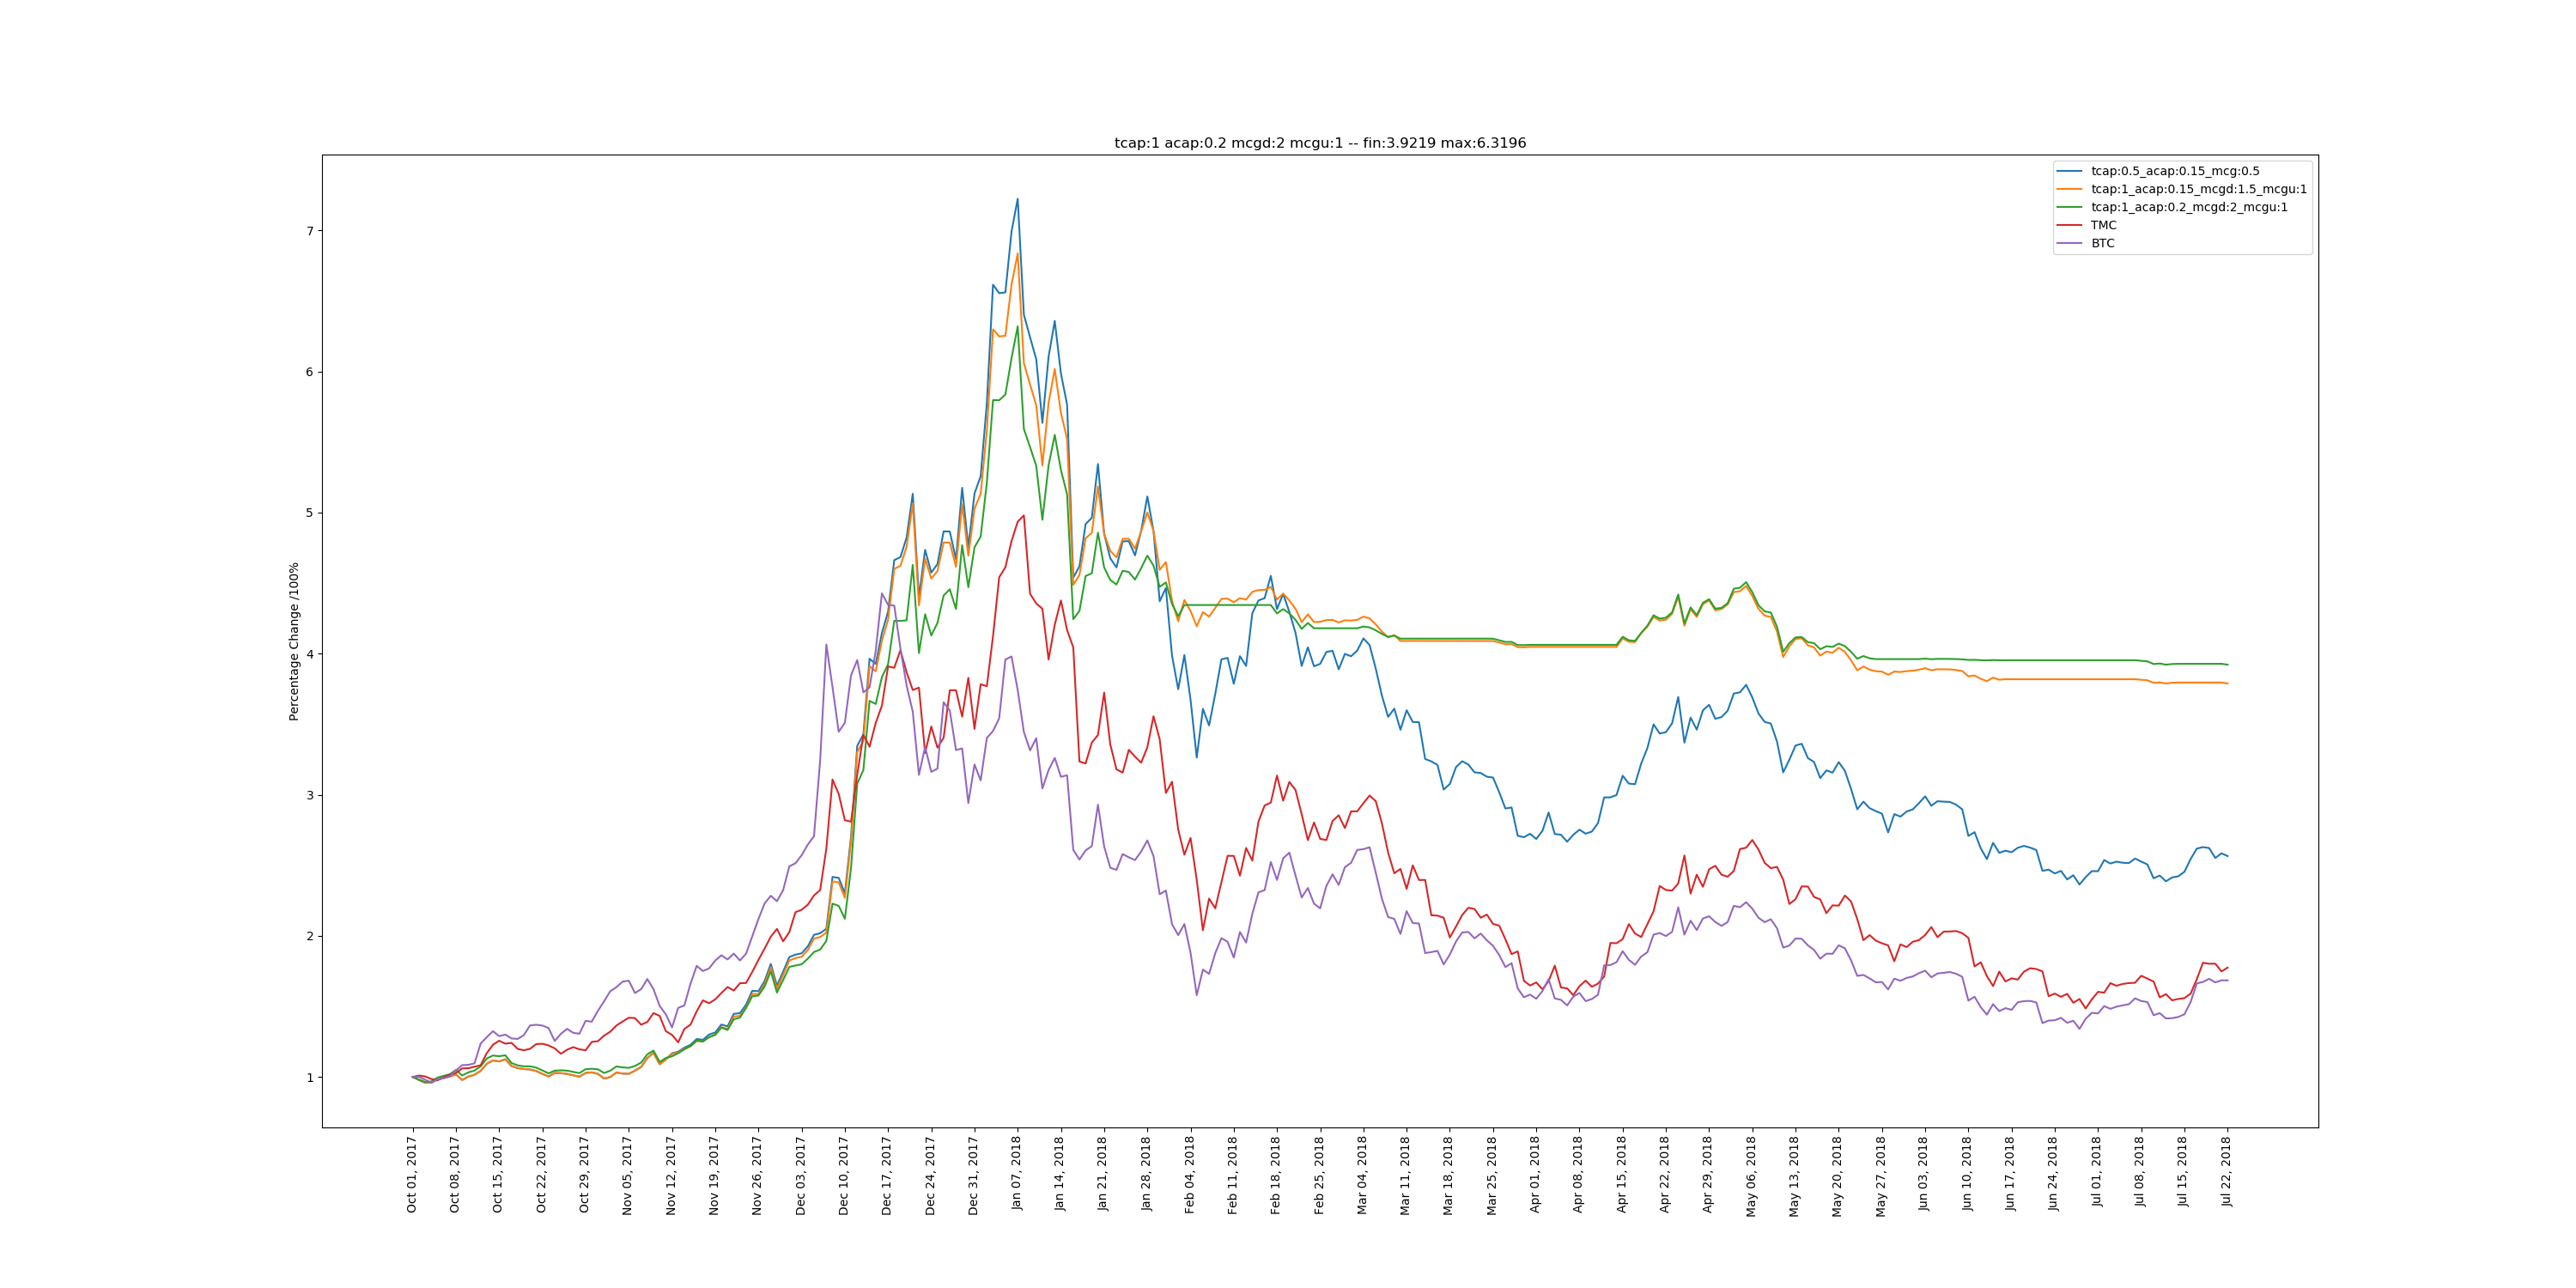 tcap:1 acap:0.2 mcgd:2 mcgu:1 -- fin:3.9219 max:6.3196
tcap:0.5_acap:0.15_mcg:0.5
tcap:1_acap:0.15_mcgd:1.5_mcgu:1
tcap:1_acap:0.2_mcgd:2_mcgu:1
TMC
BTC
Percentage Change /100%
7
6
5
4
3
2
1
Oct 01, 2017
Oct 08, 2017
Oct 15, 2017
Oct 22, 2017
Oct 29, 2017
Nov 05, 2017
Nov 12, 2017
Nov 19, 2017
Nov 26, 2017
Dec 03, 2017
Dec 10, 2017
Dec 17, 2017
Dec 24, 2017
Dec 31, 2017
Jan 07, 2018
Jan 14, 2018
Jan 21, 2018
Jan 28, 2018
Feb 04, 2018
Feb 11, 2018
Feb 18, 2018
Feb 25, 2018
Mar 04, 2018
Mar 11, 2018
Mar 18, 2018
Mar 25, 2018
Apr 01, 2018
Apr 08, 2018
Apr 15, 2018
Apr 22, 2018
Apr 29, 2018
May 06, 2018
May 13, 2018
May 20, 2018
May 27, 2018
Jun 03, 2018
Jun 10, 2018
Jun 17, 2018
Jun 24, 2018
Jul 01, 2018
Jul 08, 2018
Jul 15, 2018
Jul 22, 2018